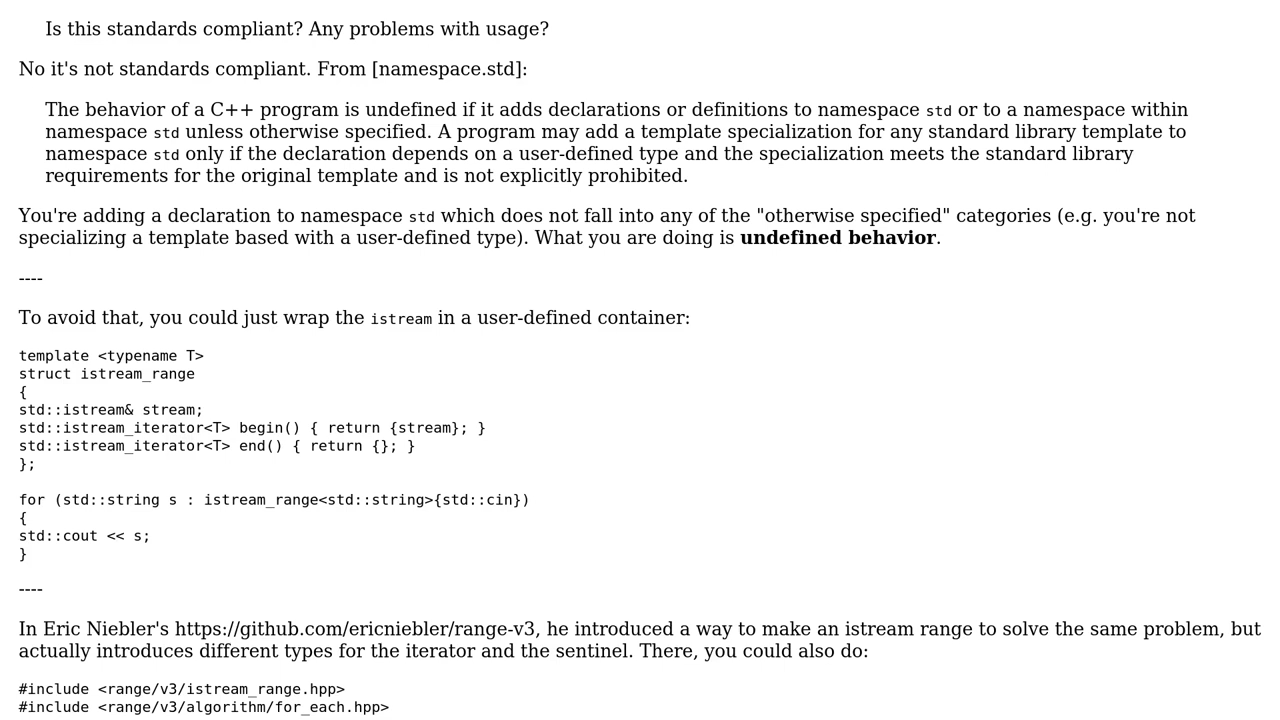 Is this standards compliant? Any problems with usage?
No it's not standards compliant. From [namespace.std]:
The behavior of a C++ program is undefined if it adds declarations or definitions to namespace std or to a namespace within
namespace std unless otherwise specified. A program may add a template specialization for any standard library template to
namespace std only if the declaration depends on a user-defined type and the specialization meets the standard library
requirements for the original template and is not explicitly prohibited.
You're adding a declaration to namespace std which does not fall into any of the "otherwise specified" categories (e.g. you're not
specializing a template based with a user-defined type). What you are doing is undefined behavior.
----
To avoid that, you could just wrap the istream in a user-defined container:
template <typename T>
struct istream_range
{
std::istream& stream;
std::istream_iterator<T> begin() { return {stream}; }
std::istream_iterator<T> end() { return {}; }
};
for (std::string s : istream_range<std::string>{std::cin})
{
std::cout << s;
}
----
In Eric Niebler's https://github.com/ericniebler/range-v3, he introduced a way to make an istream range to solve the same problem, but
actually introduces different types for the iterator and the sentinel. There, you could also do:
#include <range/v3/istream_range.hpp>
#include <range/v3/algorithm/for_each.hpp>